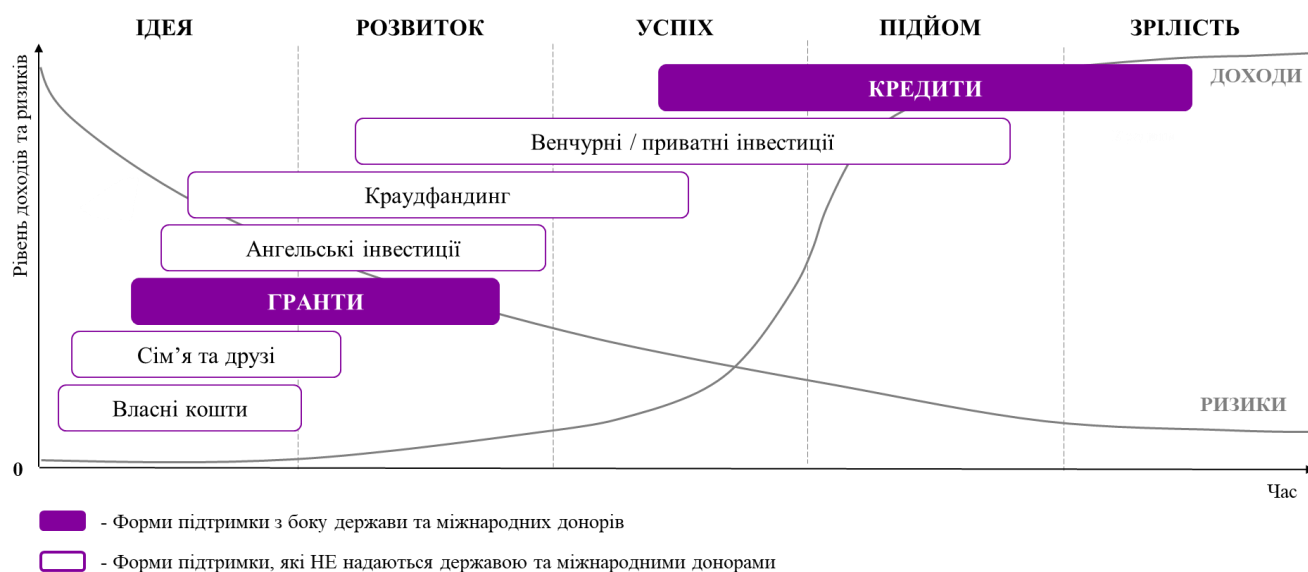 ІДЕЯ РОЗВИТОК УСПІХ ПІДЙОМ ЗРІЛІСТЬ
Рівень доходів та ризиків
ДОХОДИ
КРЕДИТИ
Венчурні / приватні інвестиції
Краудфандинг
Ангельські інвестиції
ГРАНТИ
Сім’я та друзі
Власні кошти
РИЗИКИ
0
Час
- Форми підтримки з боку держави та міжнародних донорів
- Форми підтримки, які НЕ надаються державою та міжнародними донорами